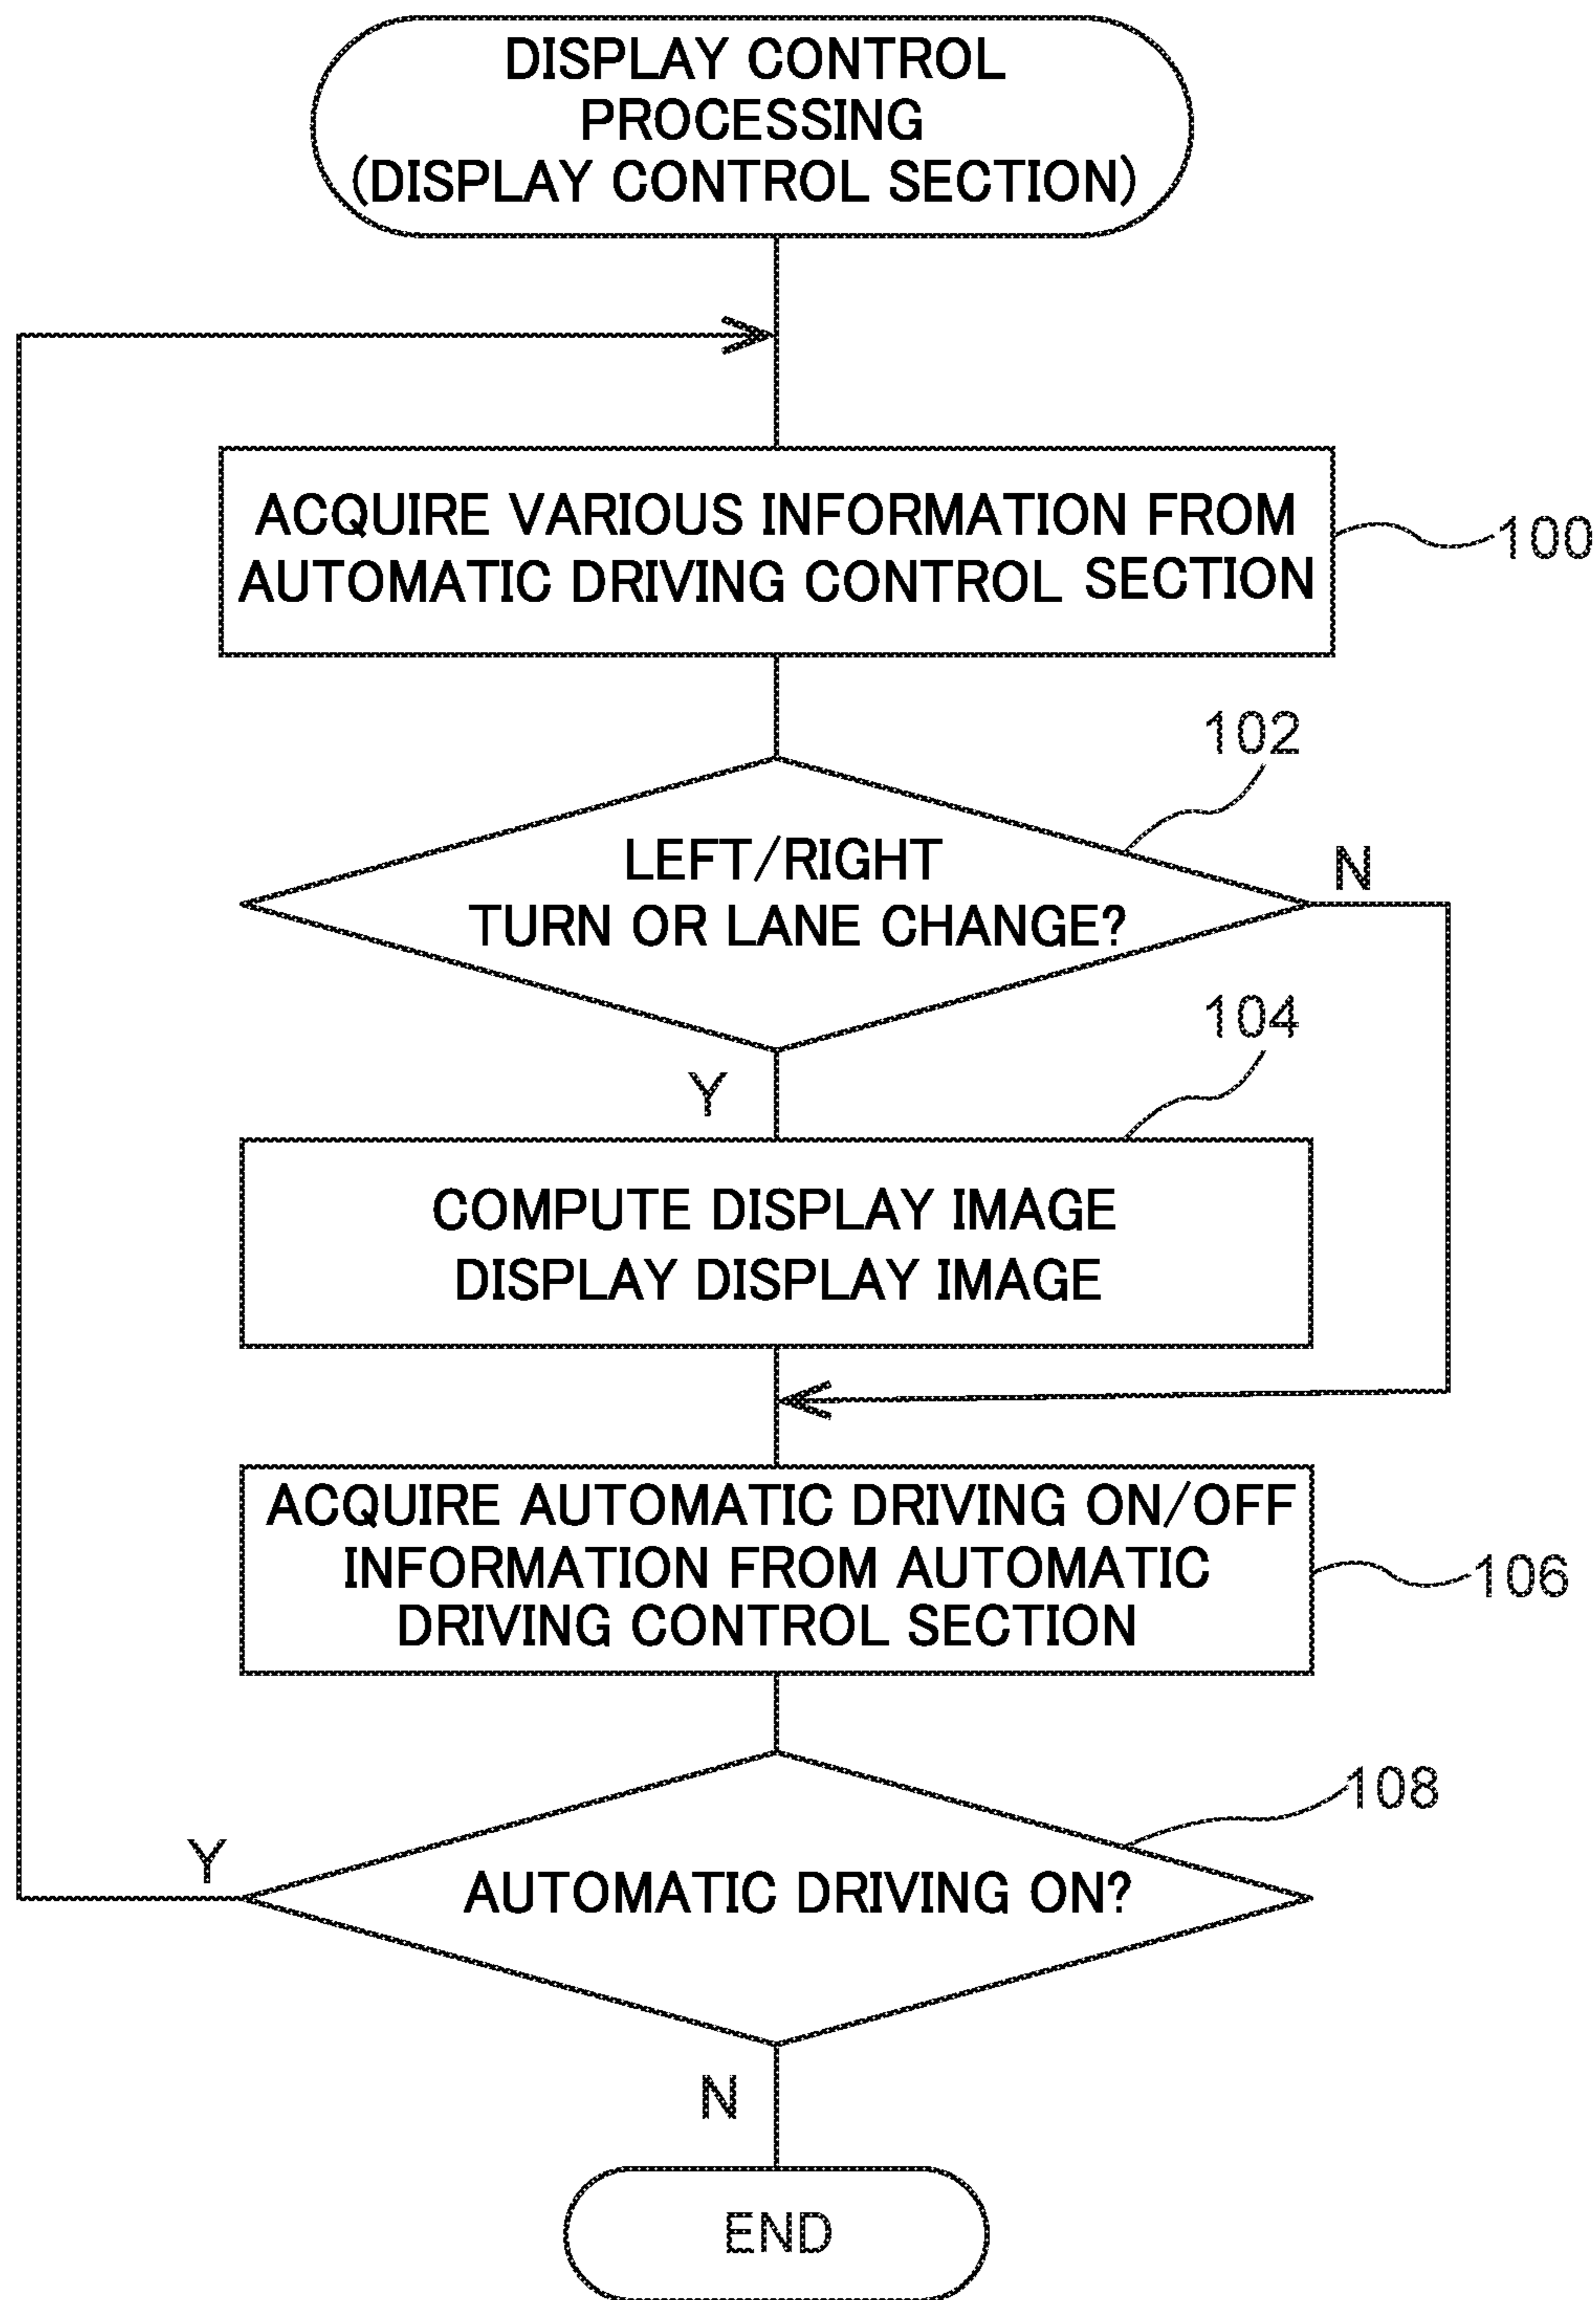 DISPLAY CONTROL
PROCESSING
(DISPLAY CONTROL SECTION)
ACQUIRE VARIOUS INFORMATION FROM
AUTOMATIC DRIVING CONTROL SECTION
100
102
LEFT/RIGHT
TURN OR LANE CHANGE?
N
104
Y
COMPUTE DISPLAY IMAGE
DISPLAY DISPLAY IMAGE
ACQUIRE AUTOMATIC DRIVING ON/OFF
INFORMATION FROM AUTOMATIC
DRIVING CONTROL SECTION
106
108
Y
AUTOMATIC DRIVING ON?
N
END